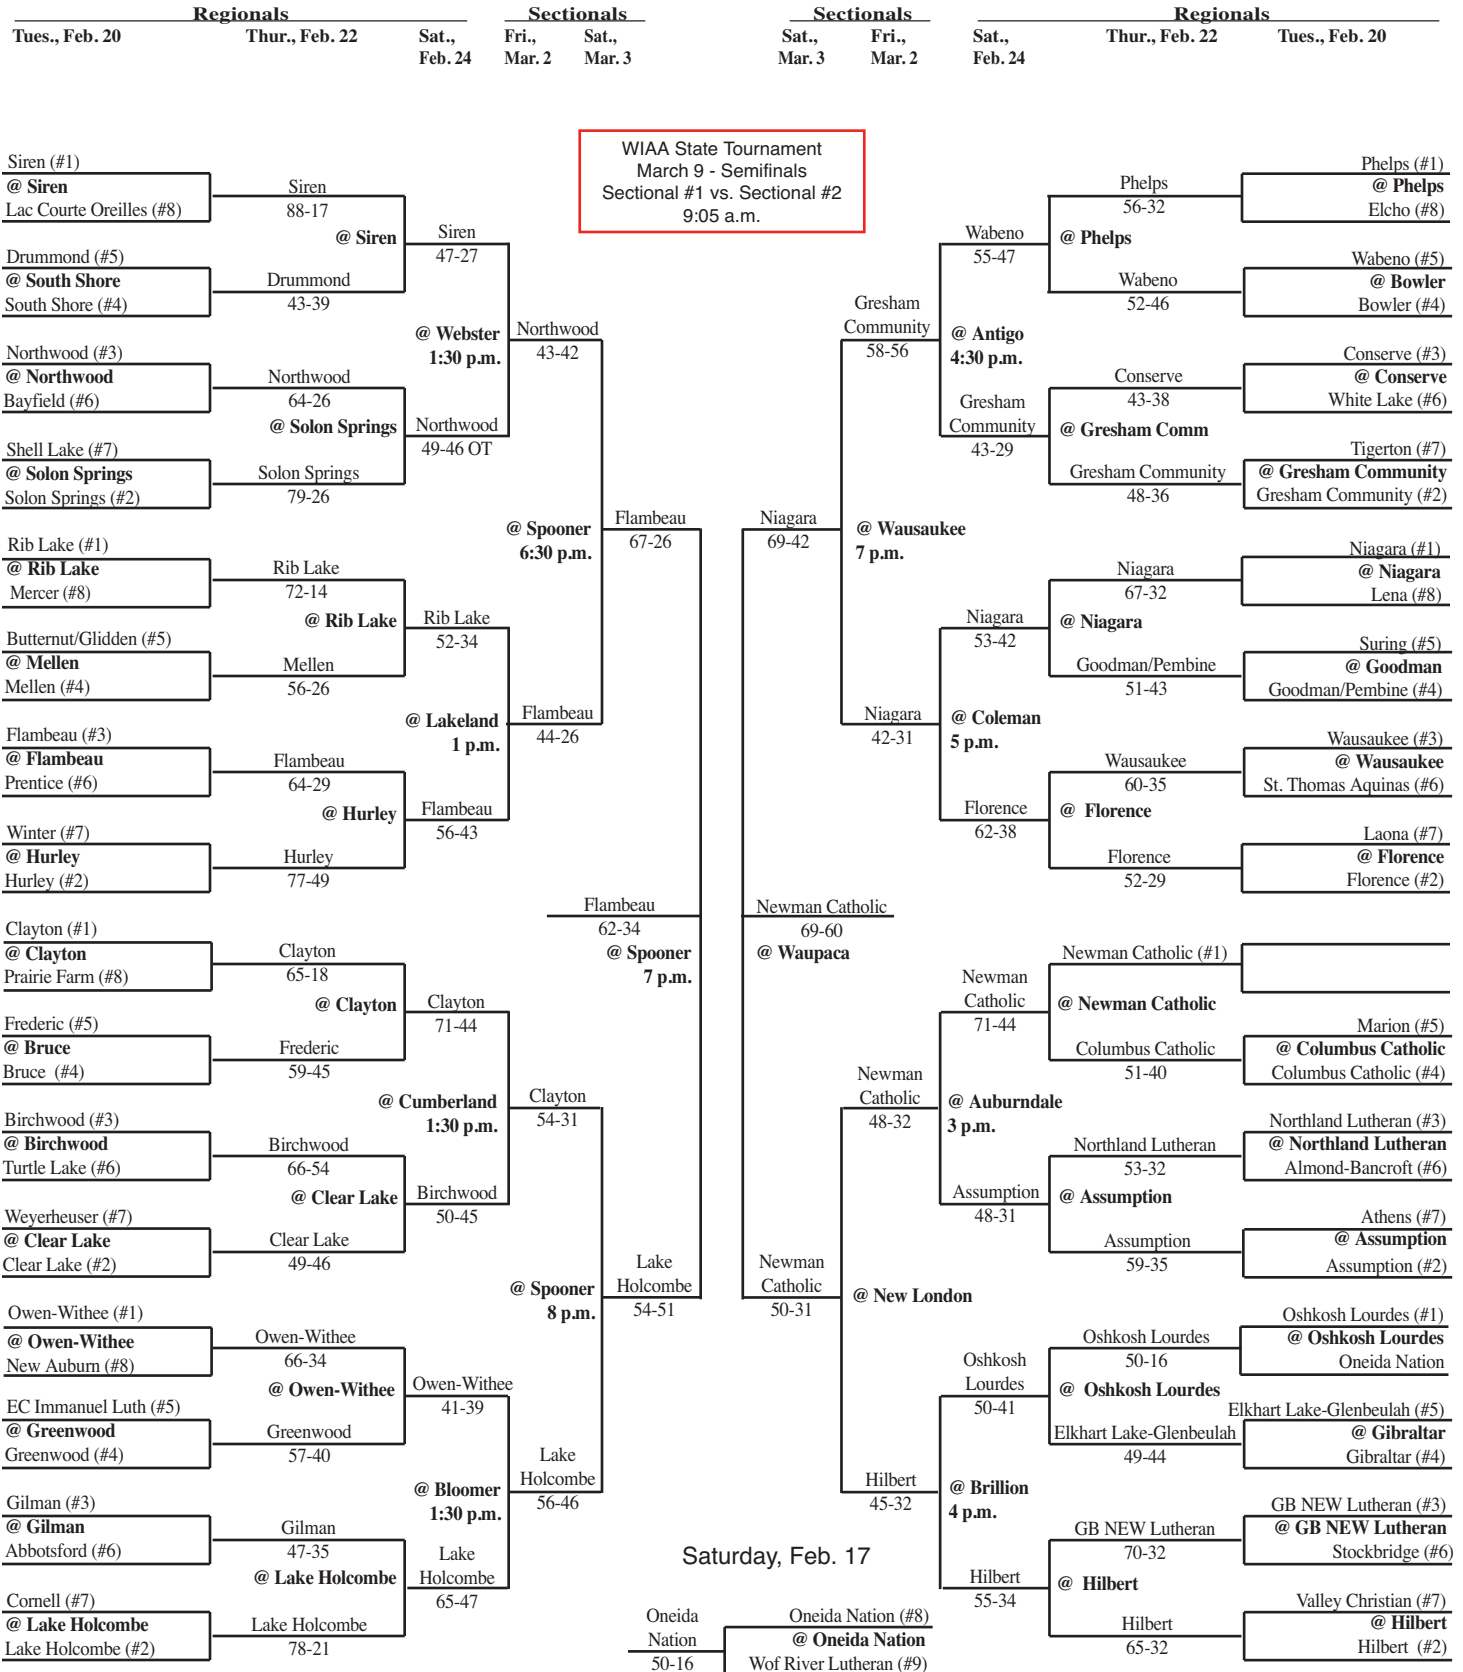 Regionals
Sectionals
Sectionals
Regionals
Tues., Feb. 20
Thur., Feb. 22
Sat.,
Feb. 24
Fri.,
Mar. 2
Sat.,
Mar. 3
Sat.,
Mar. 3
Fri.,
Mar. 2
Sat.,
Feb. 24
Thur., Feb. 22
Tues., Feb. 20
WIAA State Tournament
March 9 - Semifinals
Sectional #1 vs. Sectional #2
9:05 a.m.
Siren (#1)
@ Siren
Lac Courte Oreilles (#8)
Drummond (#5)
@ South Shore
South Shore (#4)
Northwood (#3)
@ Northwood
Bayfield (#6)
Shell Lake (#7)
@ Solon Springs
Solon Springs (#2)
Rib Lake (#1)
@ Rib Lake
Mercer (#8)
Butternut/Glidden (#5)
@ Mellen
Mellen (#4)
Flambeau (#3)
@ Flambeau
Prentice (#6)
Winter (#7)
@ Hurley
Hurley (#2)
Clayton (#1)
@ Clayton
Prairie Farm (#8)
Frederic (#5)
@ Bruce
Bruce (#4)
Birchwood (#3)
@ Birchwood
Turtle Lake (#6)
Weyerheuser (#7)
@ Clear Lake
Clear Lake (#2)
Owen-Withee (#1)
@ Owen-Withee
New Auburn (#8)
EC Immanuel Luth (#5)
@ Greenwood
Greenwood (#4)
Gilman (#3)
@ Gilman
Abbotsford (#6)
Cornell (#7)
@ Lake Holcombe
Lake Holcombe (#2)
Siren
88-17
@ Siren
Drummond
43-39
Northwood
64-26
@ Solon Springs
Solon Springs
79-26
Rib Lake
72-14
@ Rib Lake
Mellen
56-26
Flambeau
64-29
@ Hurley
Hurley
77-49
Clayton
65-18
@ Clayton
Frederic
59-45
Birchwood
66-54
@ Clear Lake
Clear Lake
49-46
Owen-Withee
66-34
@ Owen-Withee
Greenwood
57-40
Gilman
47-35
@ Lake Holcombe
Lake Holcombe
78-21
Siren
47-27
@ Webster
1:30 p.m.
Northwood
49-46 OT
Rib Lake
52-34
@ Lakeland
1 p.m.
Flambeau
56-43
Clayton
71-44
@ Cumberland
1:30 p.m.
Birchwood
50-45
Owen-Withee
41-39
@ Bloomer
1:30 p.m.
Lake
Holcombe
65-47
Northwood
43-42
@ Spooner
6:30 p.m.
Flambeau
44-26
Clayton
54-31
@ Spooner
8 p.m.
Lake
Holcombe
56-46
Flambeau
67-26
Flambeau
62-34
@ Spooner
7 p.m.
Lake
Holcombe
54-51
Niagara
69-42
Newman Catholic
69-60
@ Waupaca
Newman
Catholic
50-31
Gresham
Community
58-56
@ Wausaukee
7 p.m.
Niagara
42-31
Newman
Catholic
48-32
@ New London
Hilbert
45-32
Wabeno
55-47
@ Antigo
4:30 p.m.
Gresham
Community
43-29
Niagara
53-42
@ Coleman
5 p.m.
Florence
62-38
Newman
Catholic
71-44
@ Auburndale
3 p.m.
Assumption
48-31
Oshkosh
Lourdes
50-41
@ Brillion
4 p.m.
Hilbert
55-34
Phelps
56-32
@ Phelps
Wabeno
52-46
Conserve
43-38
@ Gresham Comm
Gresham Community
48-36
Niagara
67-32
@ Niagara
Goodman/Pembine
51-43
Wausaukee
60-35
@ Florence
Florence
52-29
Newman Catholic (#1)
@ Newman Catholic
Columbus Catholic
51-40
Northland Lutheran
53-32
@ Assumption
Assumption
59-35
Oshkosh Lourdes
50-16
@ Oshkosh Lourdes
Elkhart Lake-Glenbeulah
49-44
GB NEW Lutheran
70-32
@ Hilbert
Hilbert
65-32
Phelps (#1)
@ Phelps
Elcho (#8)
Wabeno (#5)
@ Bowler
Bowler (#4)
Conserve (#3)
@ Conserve
White Lake (#6)
Tigerton (#7)
@ Gresham Community
Gresham Community (#2)
Niagara (#1)
@ Niagara
Lena (#8)
Suring (#5)
@ Goodman
Goodman/Pembine (#4)
Wausaukee (#3)
@ Wausaukee
St. Thomas Aquinas (#6)
Laona (#7)
@ Florence
Florence (#2)
Marion (#5)
@ Columbus Catholic
Columbus Catholic (#4)
Northland Lutheran (#3)
@ Northland Lutheran
Almond-Bancroft (#6)
Athens (#7)
@ Assumption
Assumption (#2)
Oshkosh Lourdes (#1)
@ Oshkosh Lourdes
Oneida Nation
Elkhart Lake-Glenbeulah (#5)
@ Gibraltar
Gibraltar (#4)
GB NEW Lutheran (#3)
@ GB NEW Lutheran
Stockbridge (#6)
Valley Christian (#7)
@ Hilbert
Hilbert (#2)
Saturday, Feb. 17
Oneida
Nation
50-16
Oneida Nation (#8)
@ Oneida Nation
Wof River Lutheran (#9)